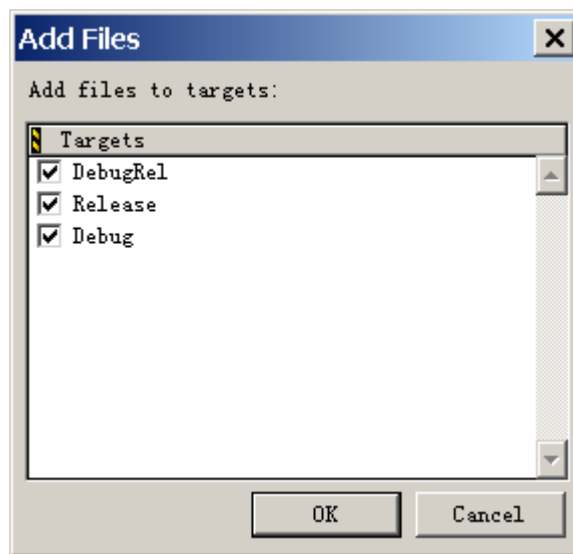 Add Files
Add files to targets:
Targets
DebugRel
Release
Debug
OK
Cancel